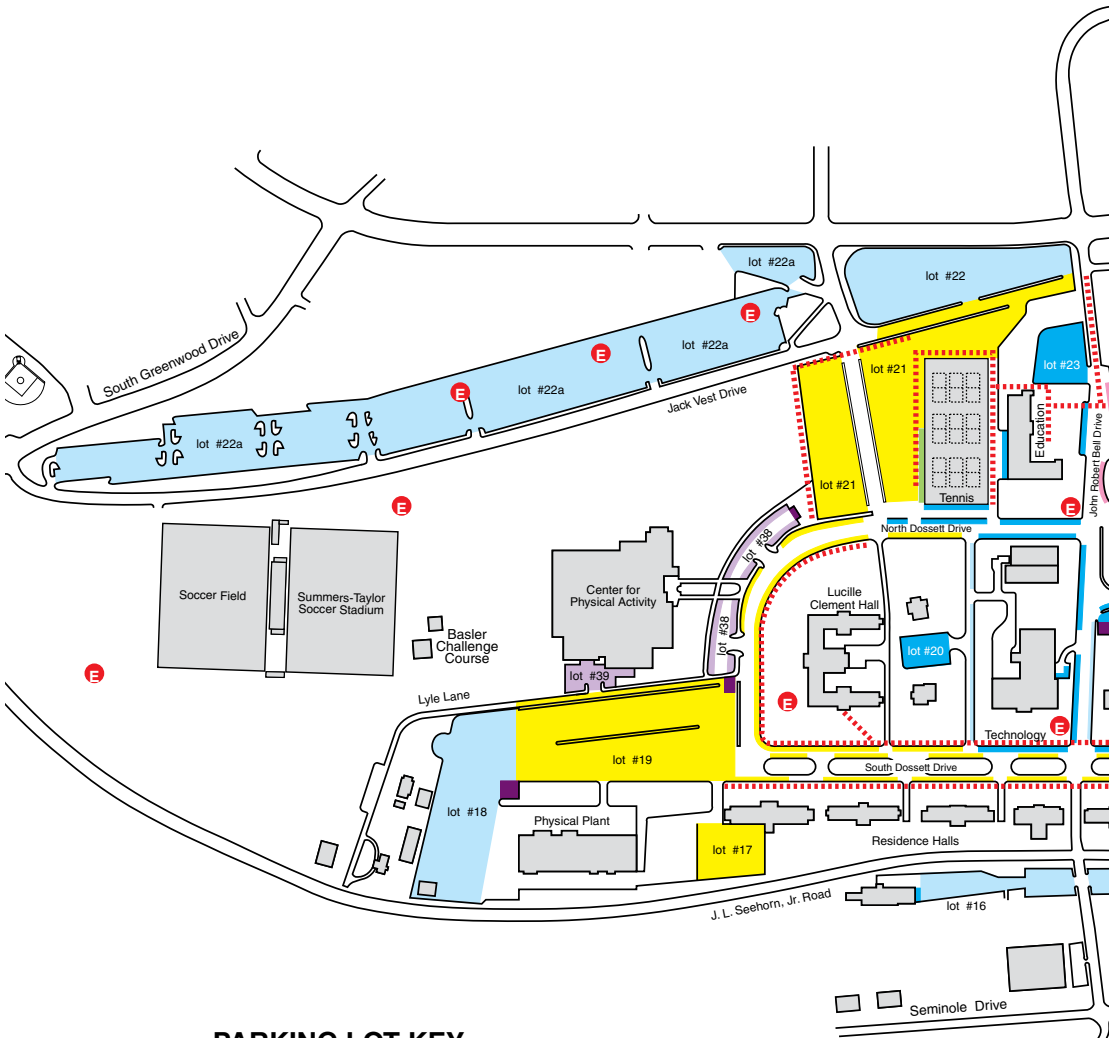 lot #22a
lot #22
E
South Greenwood Drive
E
lot #22a
lot #23
E
lot #22a
lot #21
Jack Vest Drive
Education
lot #22a
John Robert Bell Drive
lot #21
Tennis
E
E
North Dossett Drive
lot #38
Soccer Field
Summers-Taylor
Soccer Stadium
Center for
Physical Activity
Lucille
Clement Hall
Basler
Challenge
Course
lot #38
lot #20
E
lot #39
Lyle Lane
E
E
Technology
lot #19
South Dossett Drive
lot #18
Physical Plant
Residence Halls
lot #17
J. L. Seehorn, Jr. Road
lot #16
Seminole Drive
PARKING LOT KEY